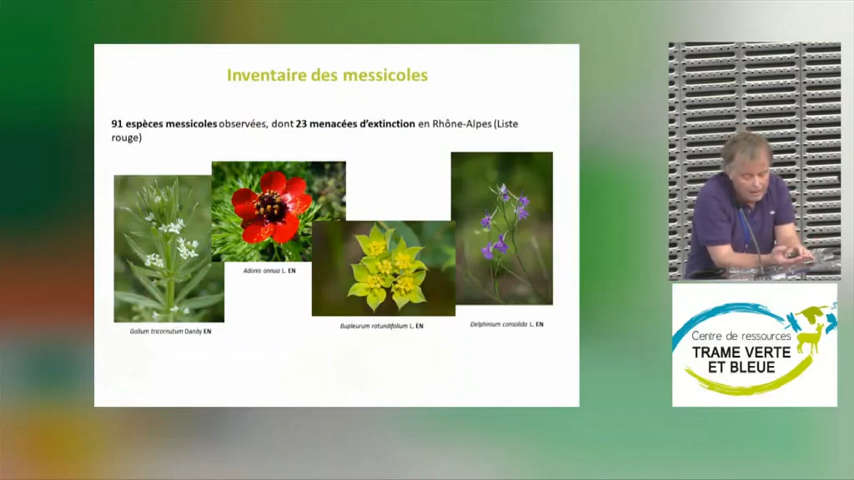 Inventaire des messicoles
91 espèces messicoles observées, dont 23 menacées d'extinction en Rhône-Alpes (Liste
rouge)
Adonis annua L. EN
Galium tricornutum Dandy EN
Bupleurum rotundifolium L. EN
Delphinium consolida L. EN
Centre de ressources
TRAME VERTE
ET BLEUE